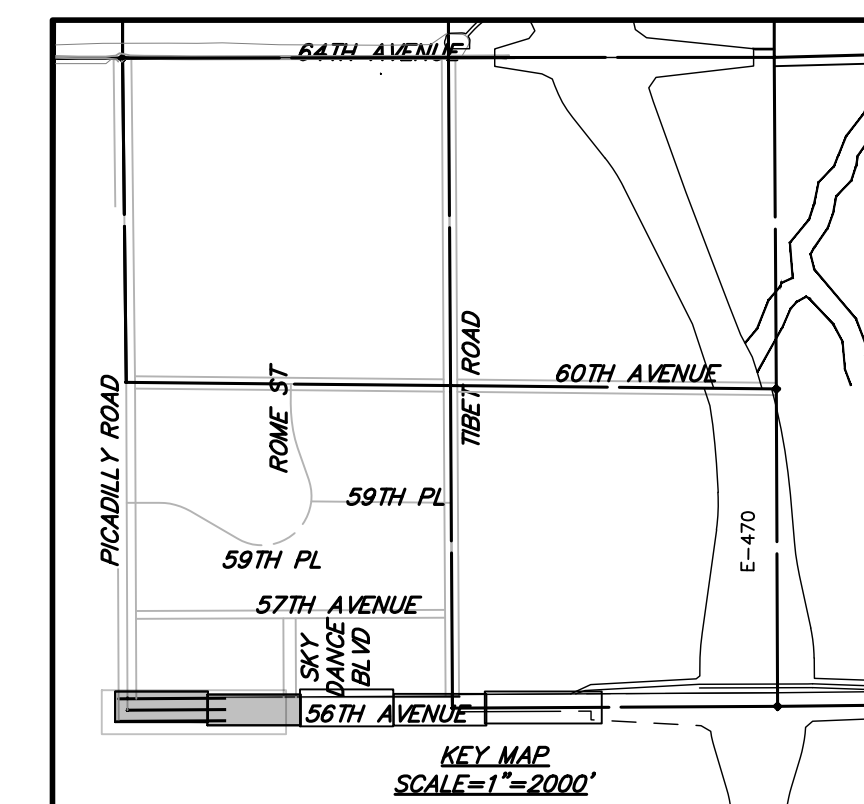 64TH AVENUE
60TH AVENUE
TIBET ROAD
ROME ST
PICADILLY ROAD
59TH PL
59TH PL
E-470
57TH AVENUE
SKY
DANCE
BLVD
56TH AVENUE
KEY MAP
SCALE=1"=2000'